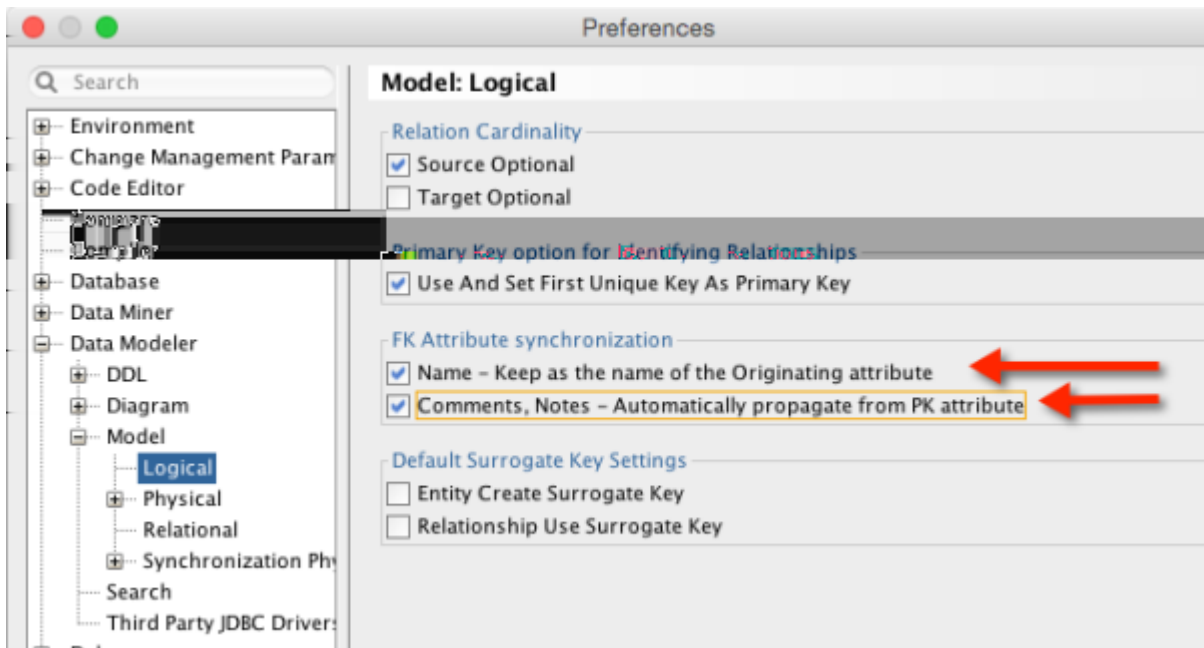 Preferences
Search
Model: Logical
Environment
Change Management Param
Code Editor
Compare
Compiler
Database
Data Miner
Data Modeler
DDL
Diagram
Model
Logical
Physical
Relational
Synchronization Phy
Search
Third Party JDBC Drivers
Relation Cardinality
Source Optional
Target Optional
Primary Key option for Identifying Relationships
Use And Set First Unique Key As Primary Key
FK Attribute synchronization
Name – Keep as the name of the Originating attribute
Comments, Notes – Automatically propagate from PK attribute
Default Surrogate Key Settings
Entity Create Surrogate Key
Relationship Use Surrogate Key